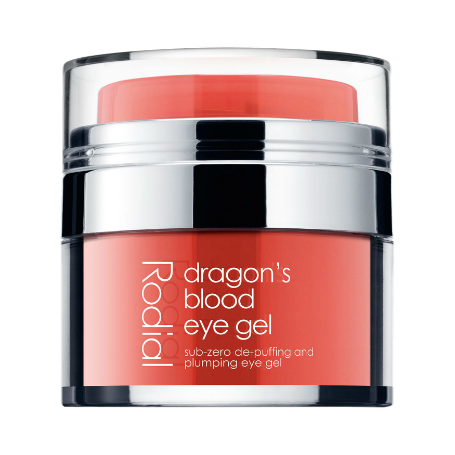 Rodial
dragon's
blood
eye gel
sub-zero de-puffing and
plumping eye gel